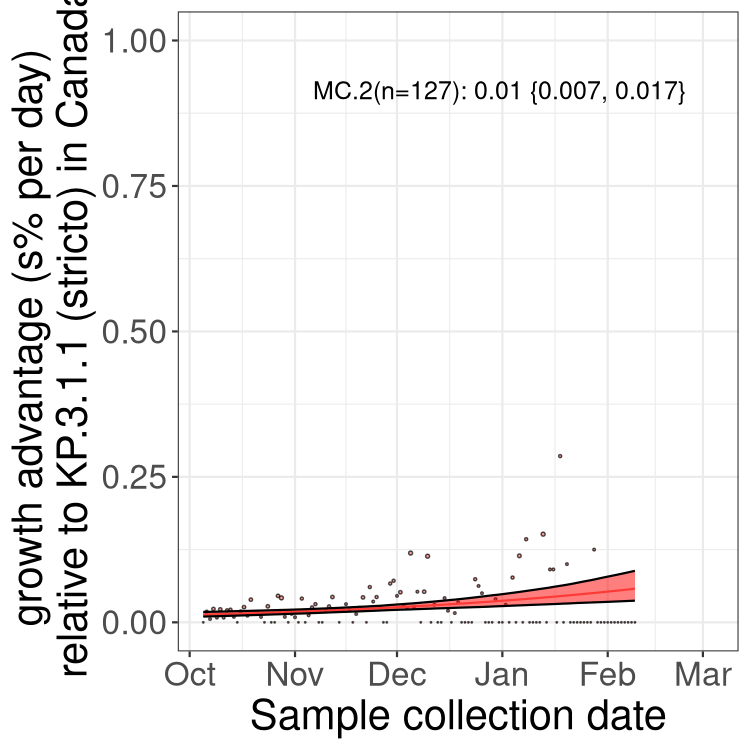 growth advantage (s% per day)
relative to KP.3.1.1 (stricto) in Canada
1.00
0.75
0.50
0.25
0.00
MC.2(n=127): 0.01 {0.007, 0.017}
Oct Nov Dec Jan Feb Mar
Sample collection date